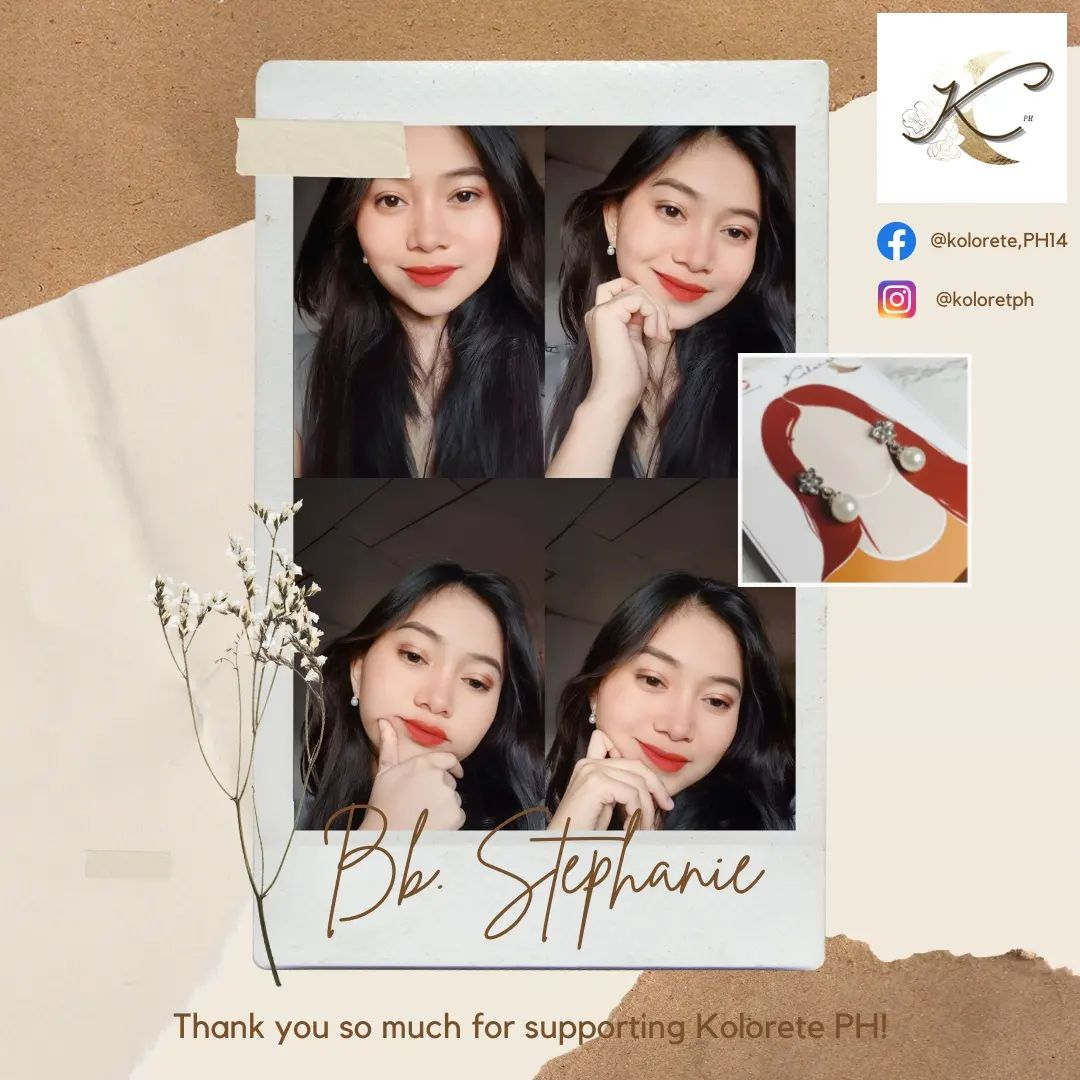 K PH
@kolorete,PH14
@koloretph
Bb. Stephanie
Thank you so much for supporting Kolorete PH!